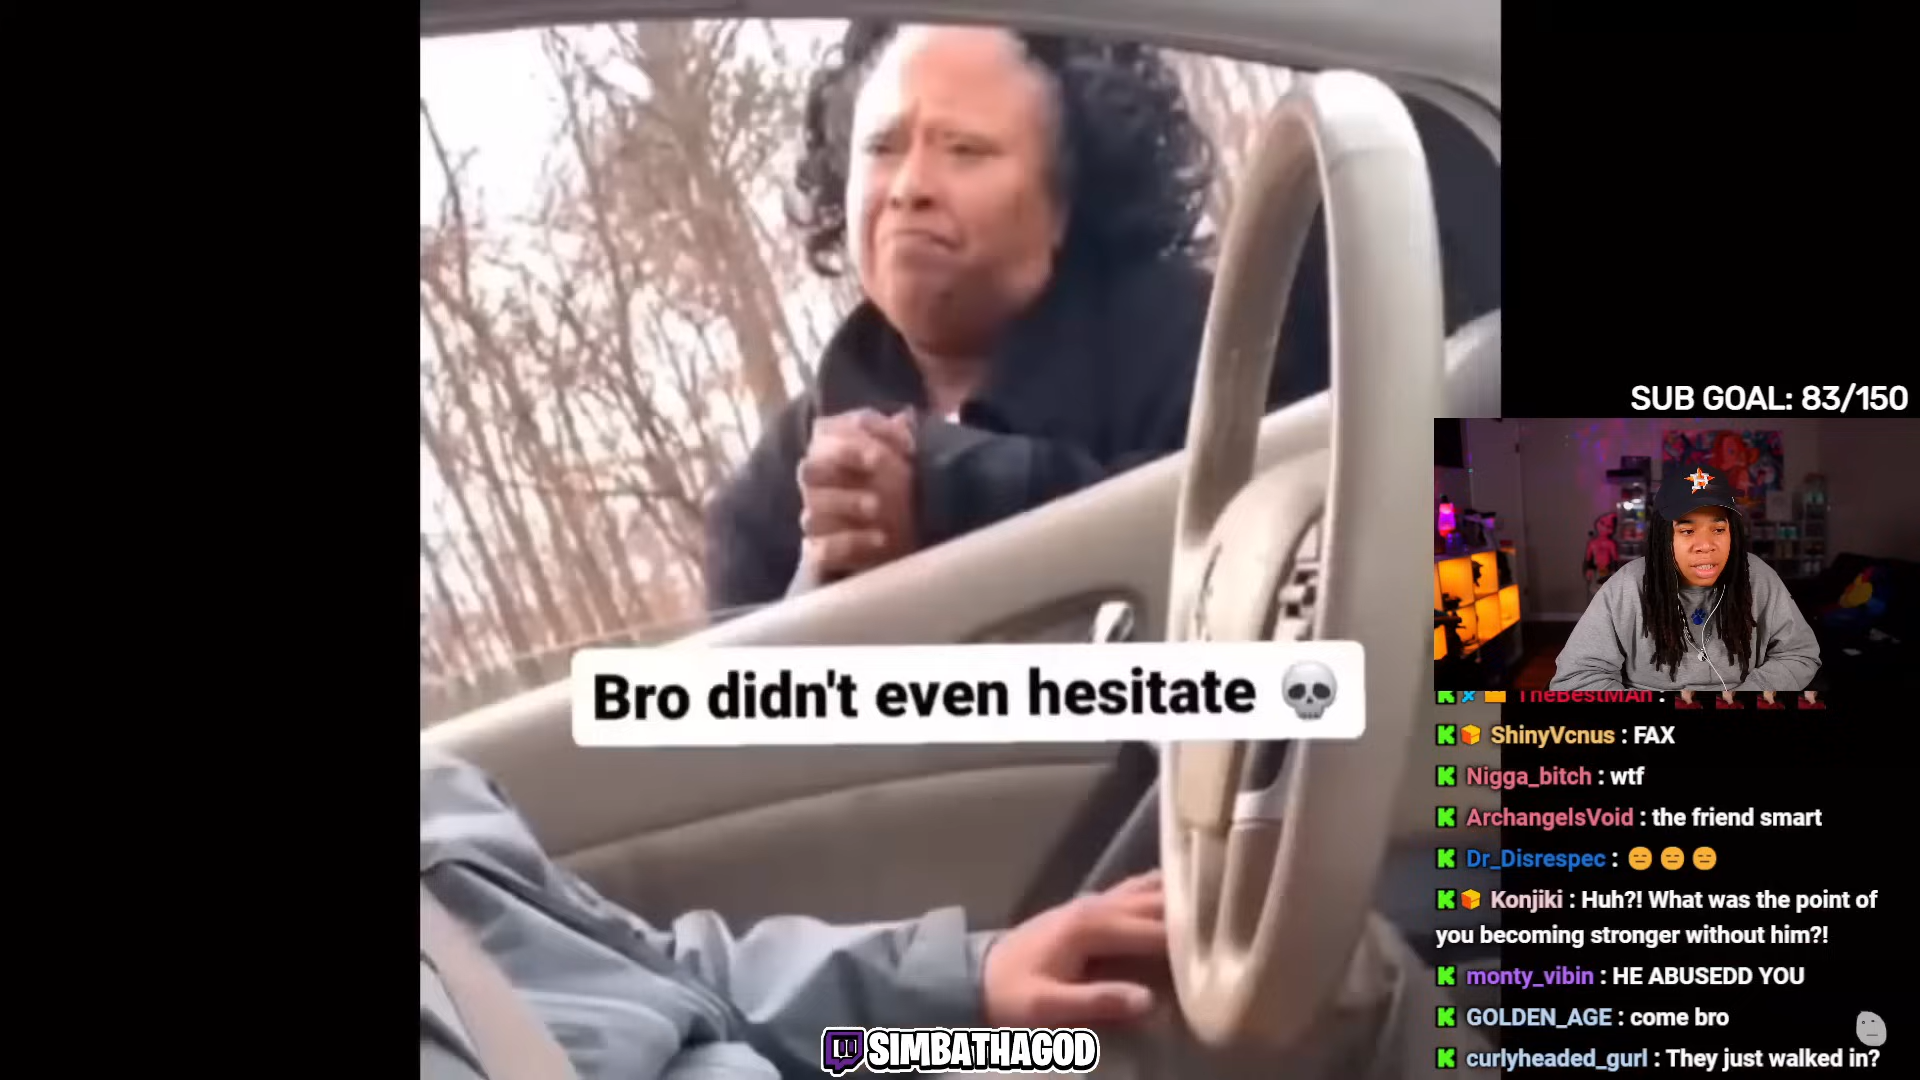 SUB GOAL: 83/150
Bro didn't even hesitate 💀
TheBestMAn :
ShinyVcnus : FAX
Nigga_bitch : wtf
ArchangelsVoid : the friend smart
Dr_Disrespec : 😑 😑 😑
Konjiki : Huh?! What was the point of
you becoming stronger without him?!
monty_vibin : HE ABUSEDD YOU
GOLDEN_AGE : come bro
curlyheaded_gurl : They just walked in?
SIMBATHAGOD